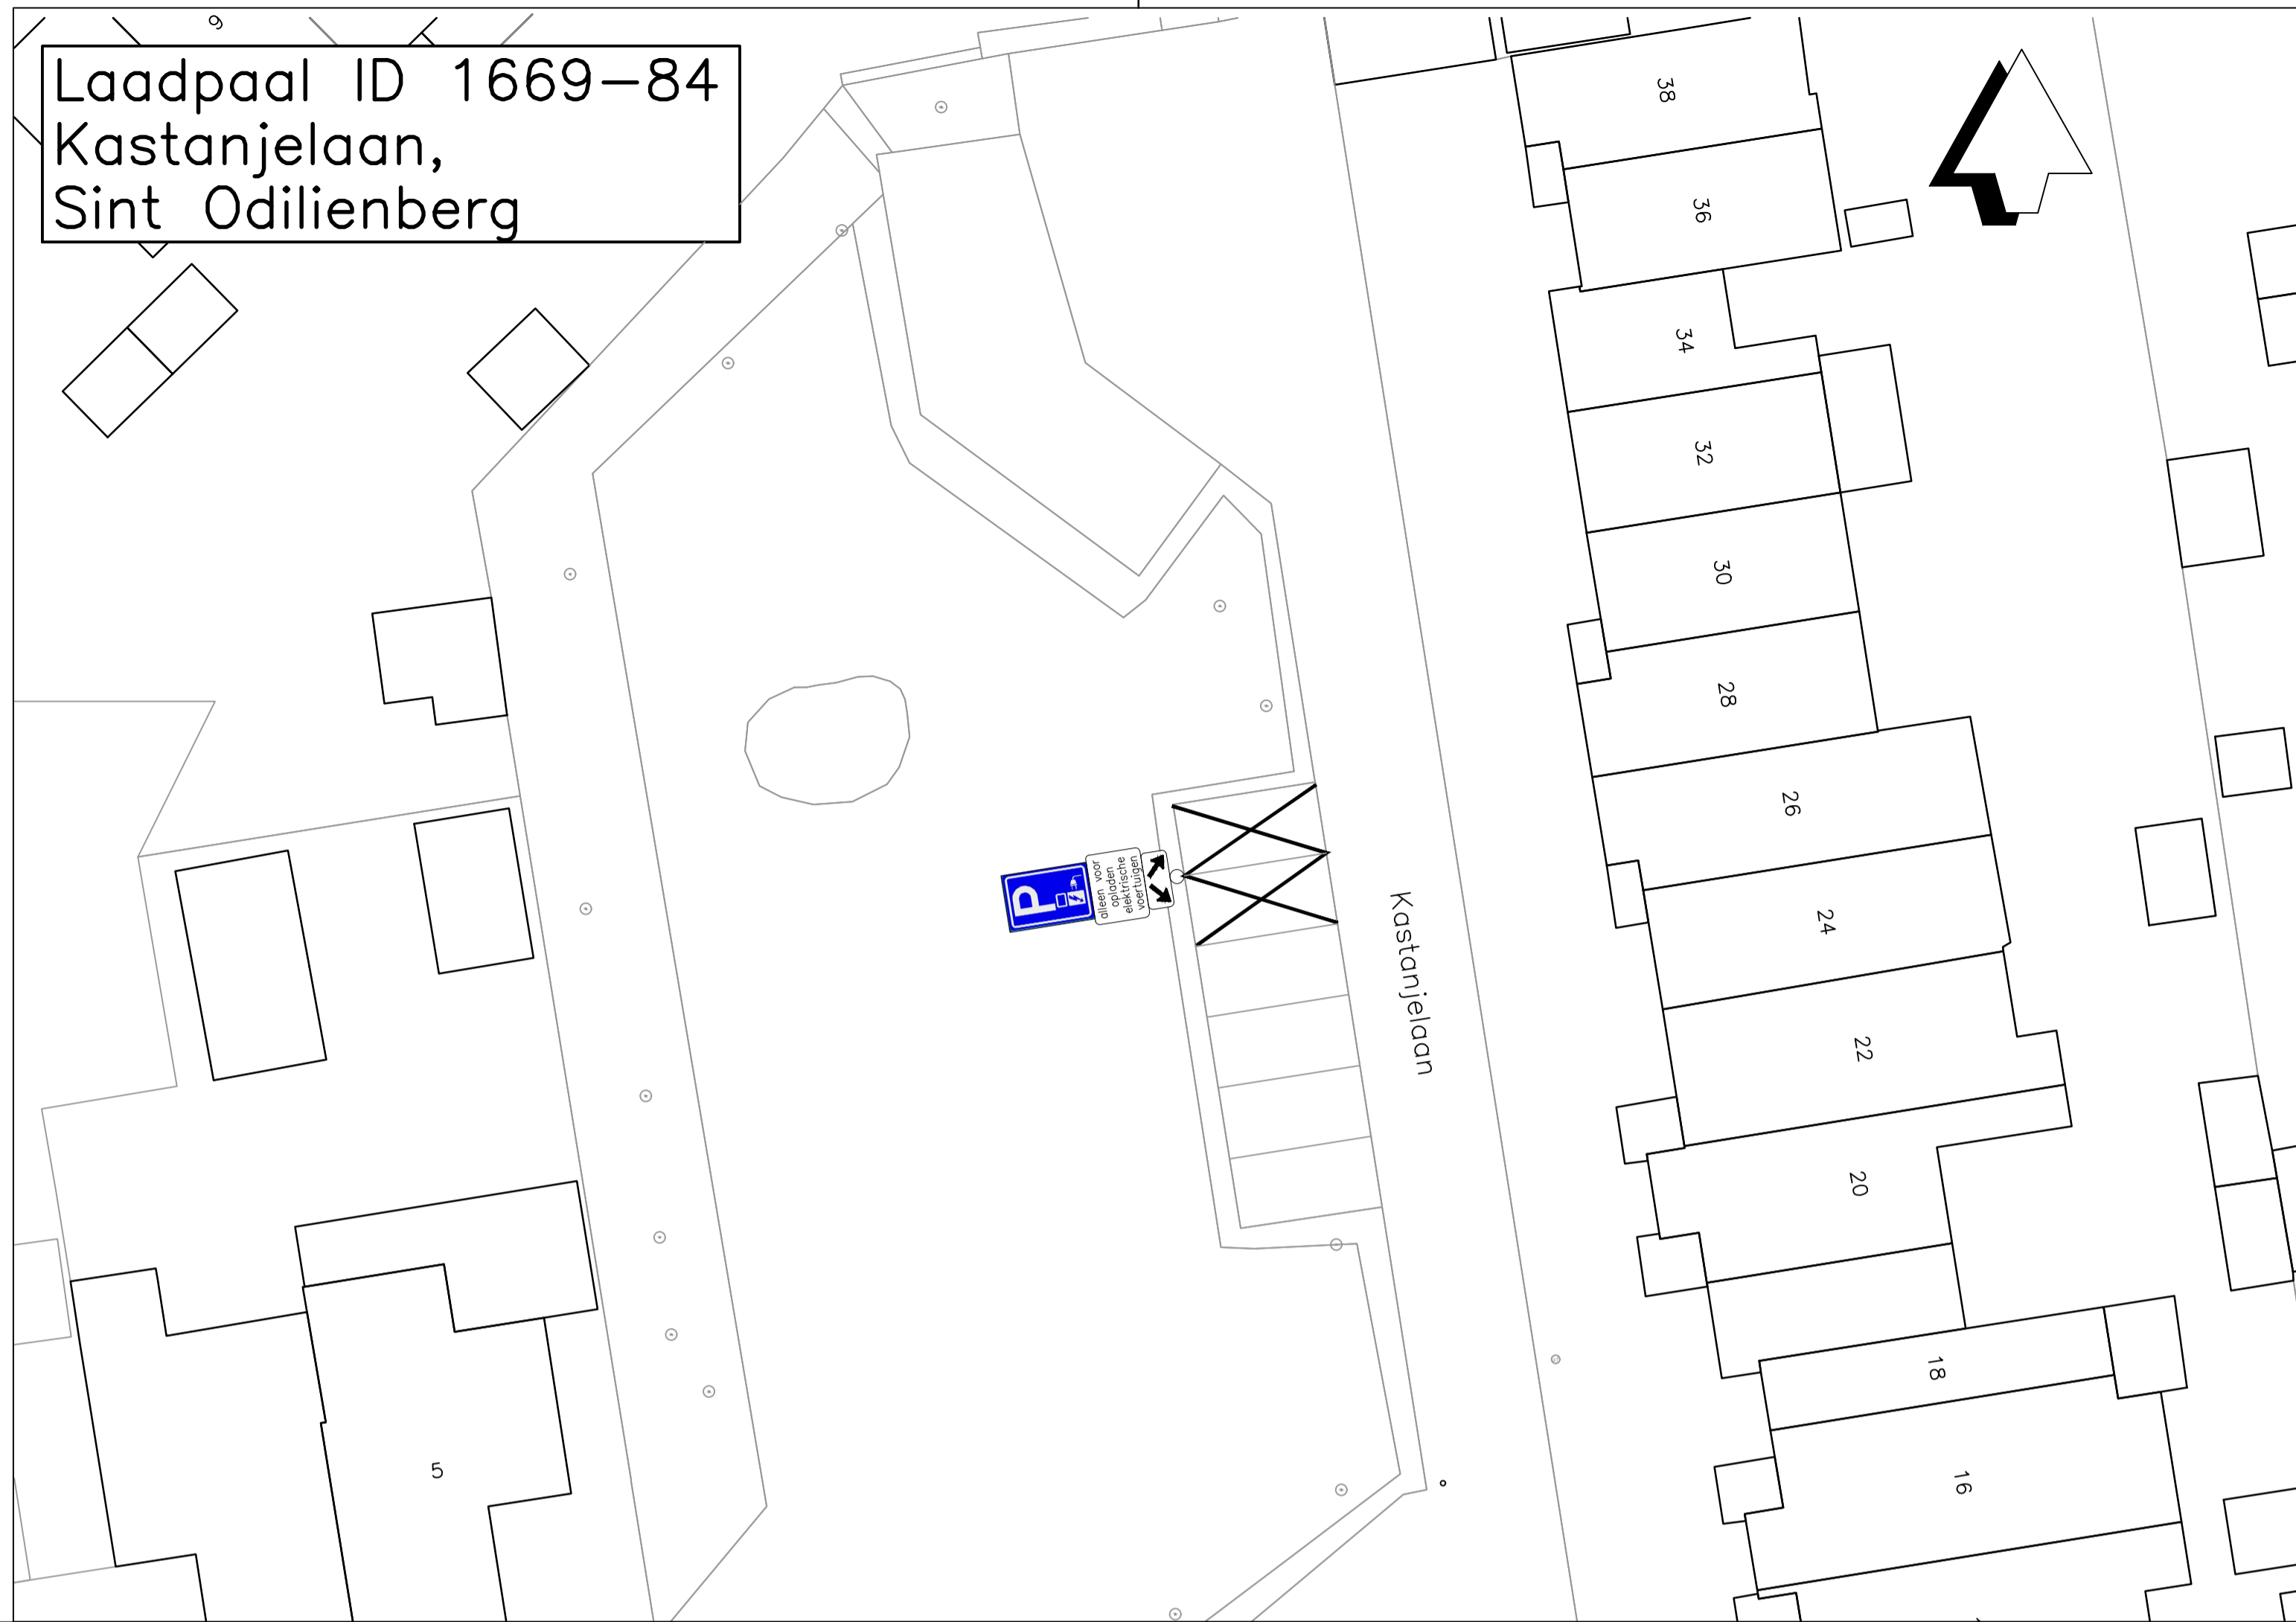 9
Laadpaal ID 1669-84
Kastanjelaan,
Sint Odilienberg
38
36
34
32
30
28
26
24
22
20
18
16
P
alleen voor
opladen
elektrische
voertuigen
Kastanjelaan
5